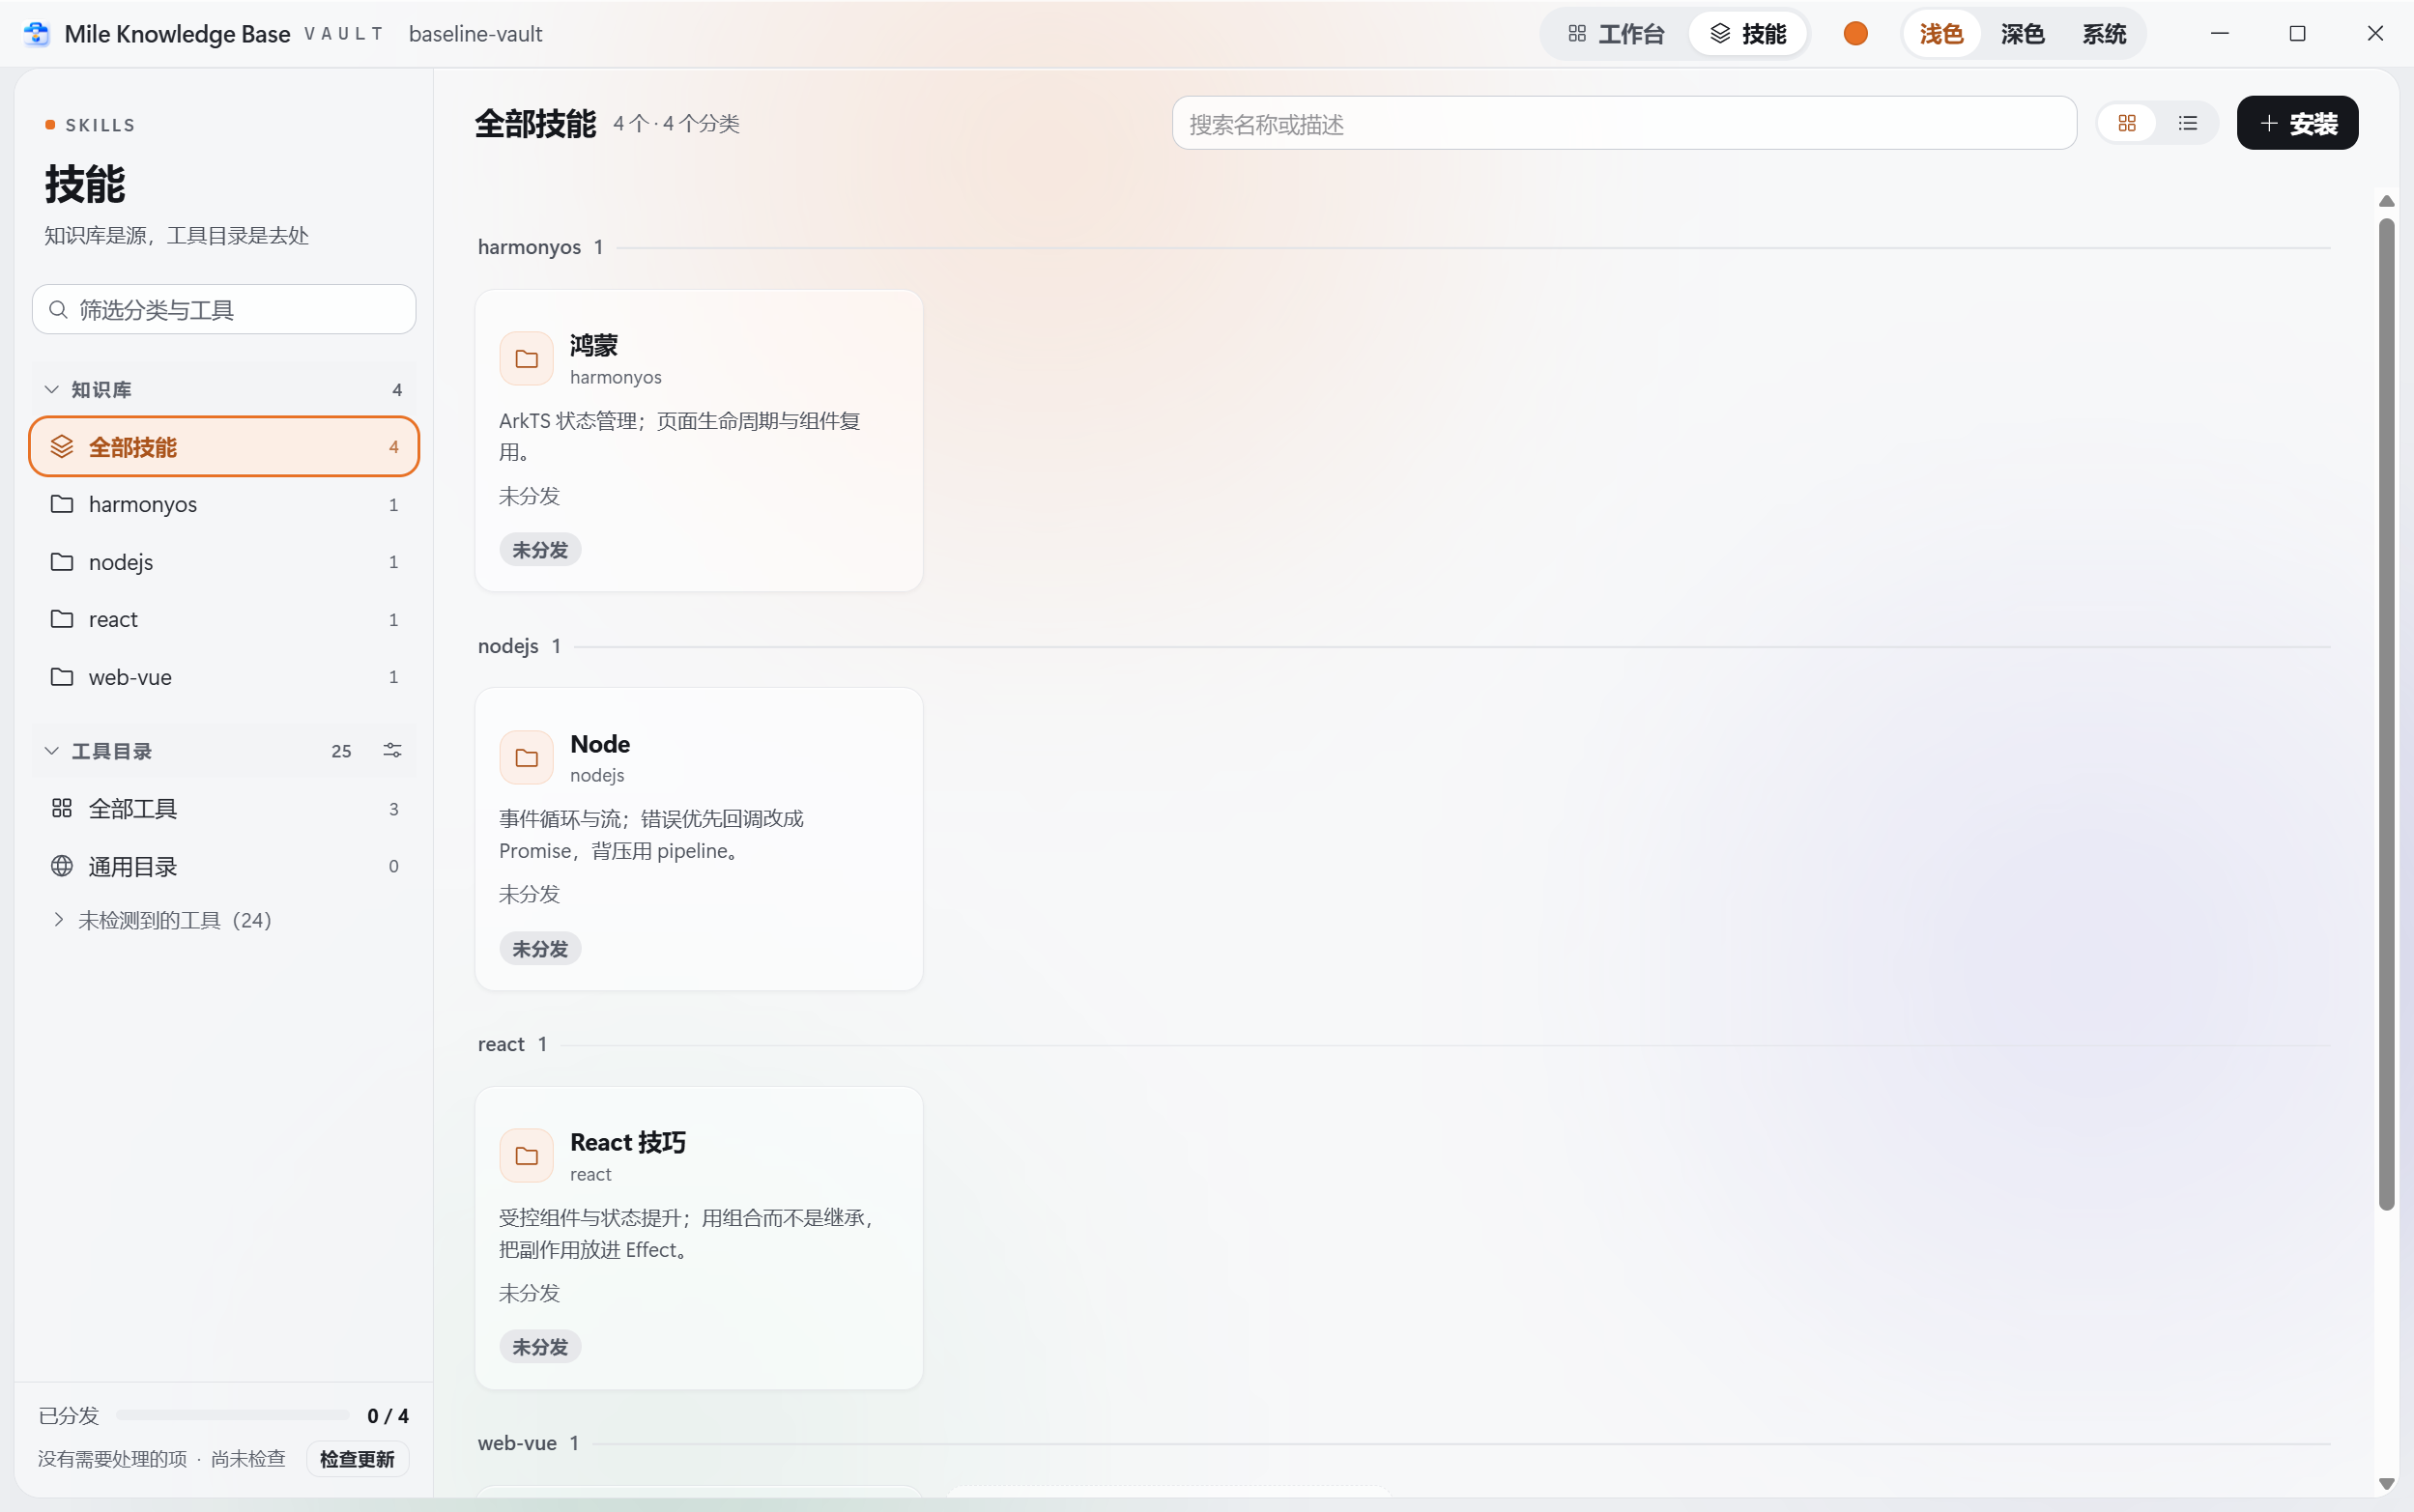 Mile Knowledge Base VAULT baseline-vault
工作台 技能 浅色 深色 系统
SKILLS
技能
知识库是源，工具目录是去处
筛选分类与工具
知识库 4
全部技能 4
harmonyos 1
nodejs 1
react 1
web-vue 1
工具目录 25
全部工具 3
通用目录 0
未检测到的工具（24）
已分发 0 / 4
没有需要处理的项 · 尚未检查 检查更新
全部技能 4 个 · 4 个分类
搜索名称或描述
安装
harmonyos 1
鸿蒙
harmonyos
ArkTS 状态管理；页面生命周期与组件复
用。
未分发
未分发
nodejs 1
Node
nodejs
事件循环与流；错误优先回调改成
Promise，背压用 pipeline。
未分发
未分发
react 1
React 技巧
react
受控组件与状态提升；用组合而不是继承，
把副作用放进 Effect。
未分发
未分发
web-vue 1